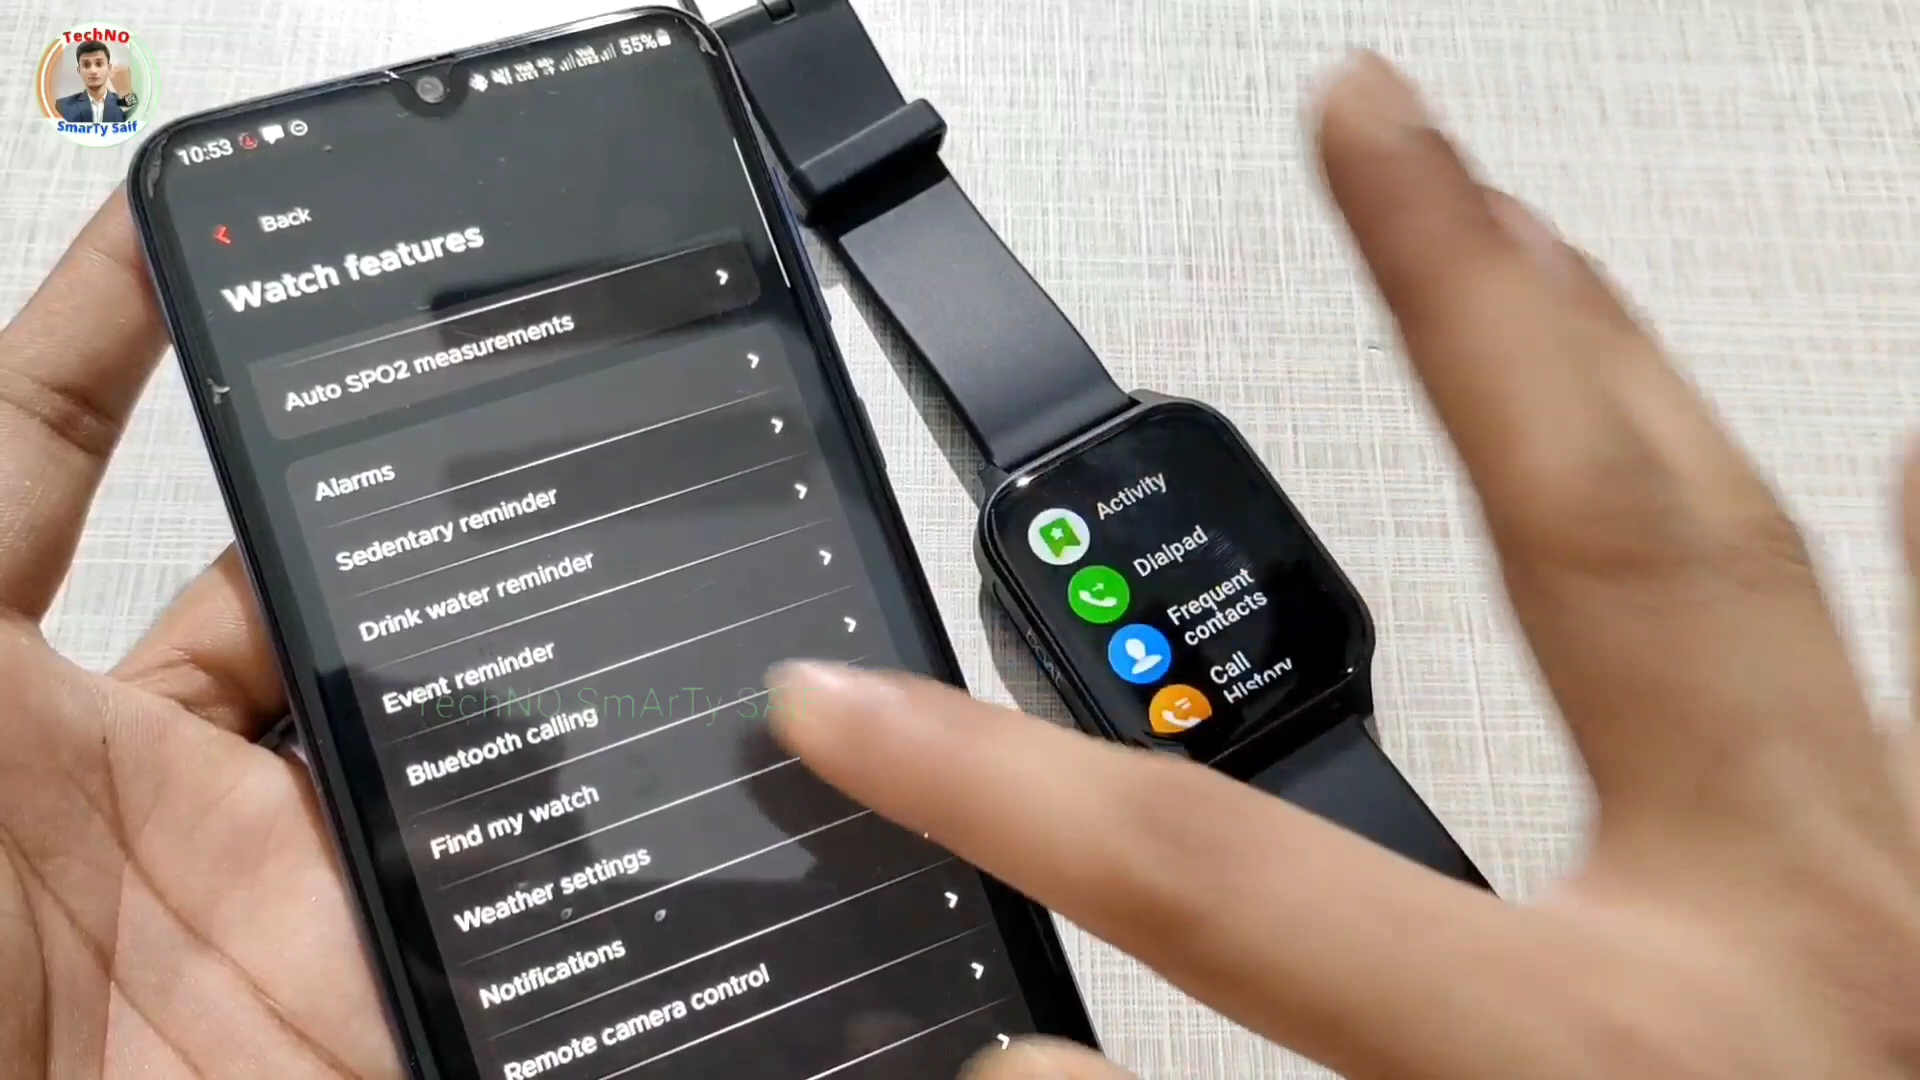 TechNO
SmarTy Saif
10:53
55%
Back
Watch features
Auto SPO2 measurements
Alarms
Sedentary reminder
Drink water reminder
Event reminder
TechNO SmArTy SAiF
Bluetooth calling
Find my watch
Weather settings
Notifications
Remote camera control
Activity
Dialpad
Frequent
contacts
Call
History